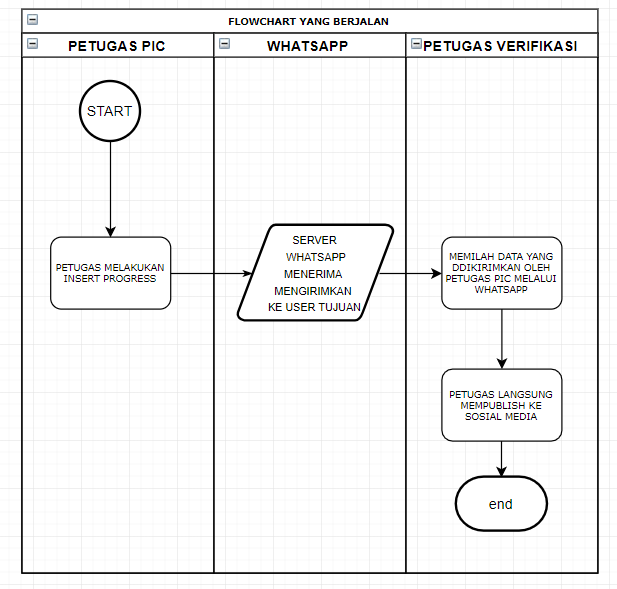 FLOWCHART YANG BERJALAN
PETUGAS PIC
WHATSAPP
PETUGAS VERIFIKASI
START
PETUGAS MELAKUKAN
INSERT PROGRESS
SERVER
WHATSAPP
MENERIMA
MENGIRIMKAN
KE USER TUJUAN
MEMILAH DATA YANG
DDIKIRIMKAN OLEH
PETUGAS PIC MELALUI
WHATSAPP
PETUGAS LANGSUNG
MEMPUBLISH KE
SOSIAL MEDIA
end